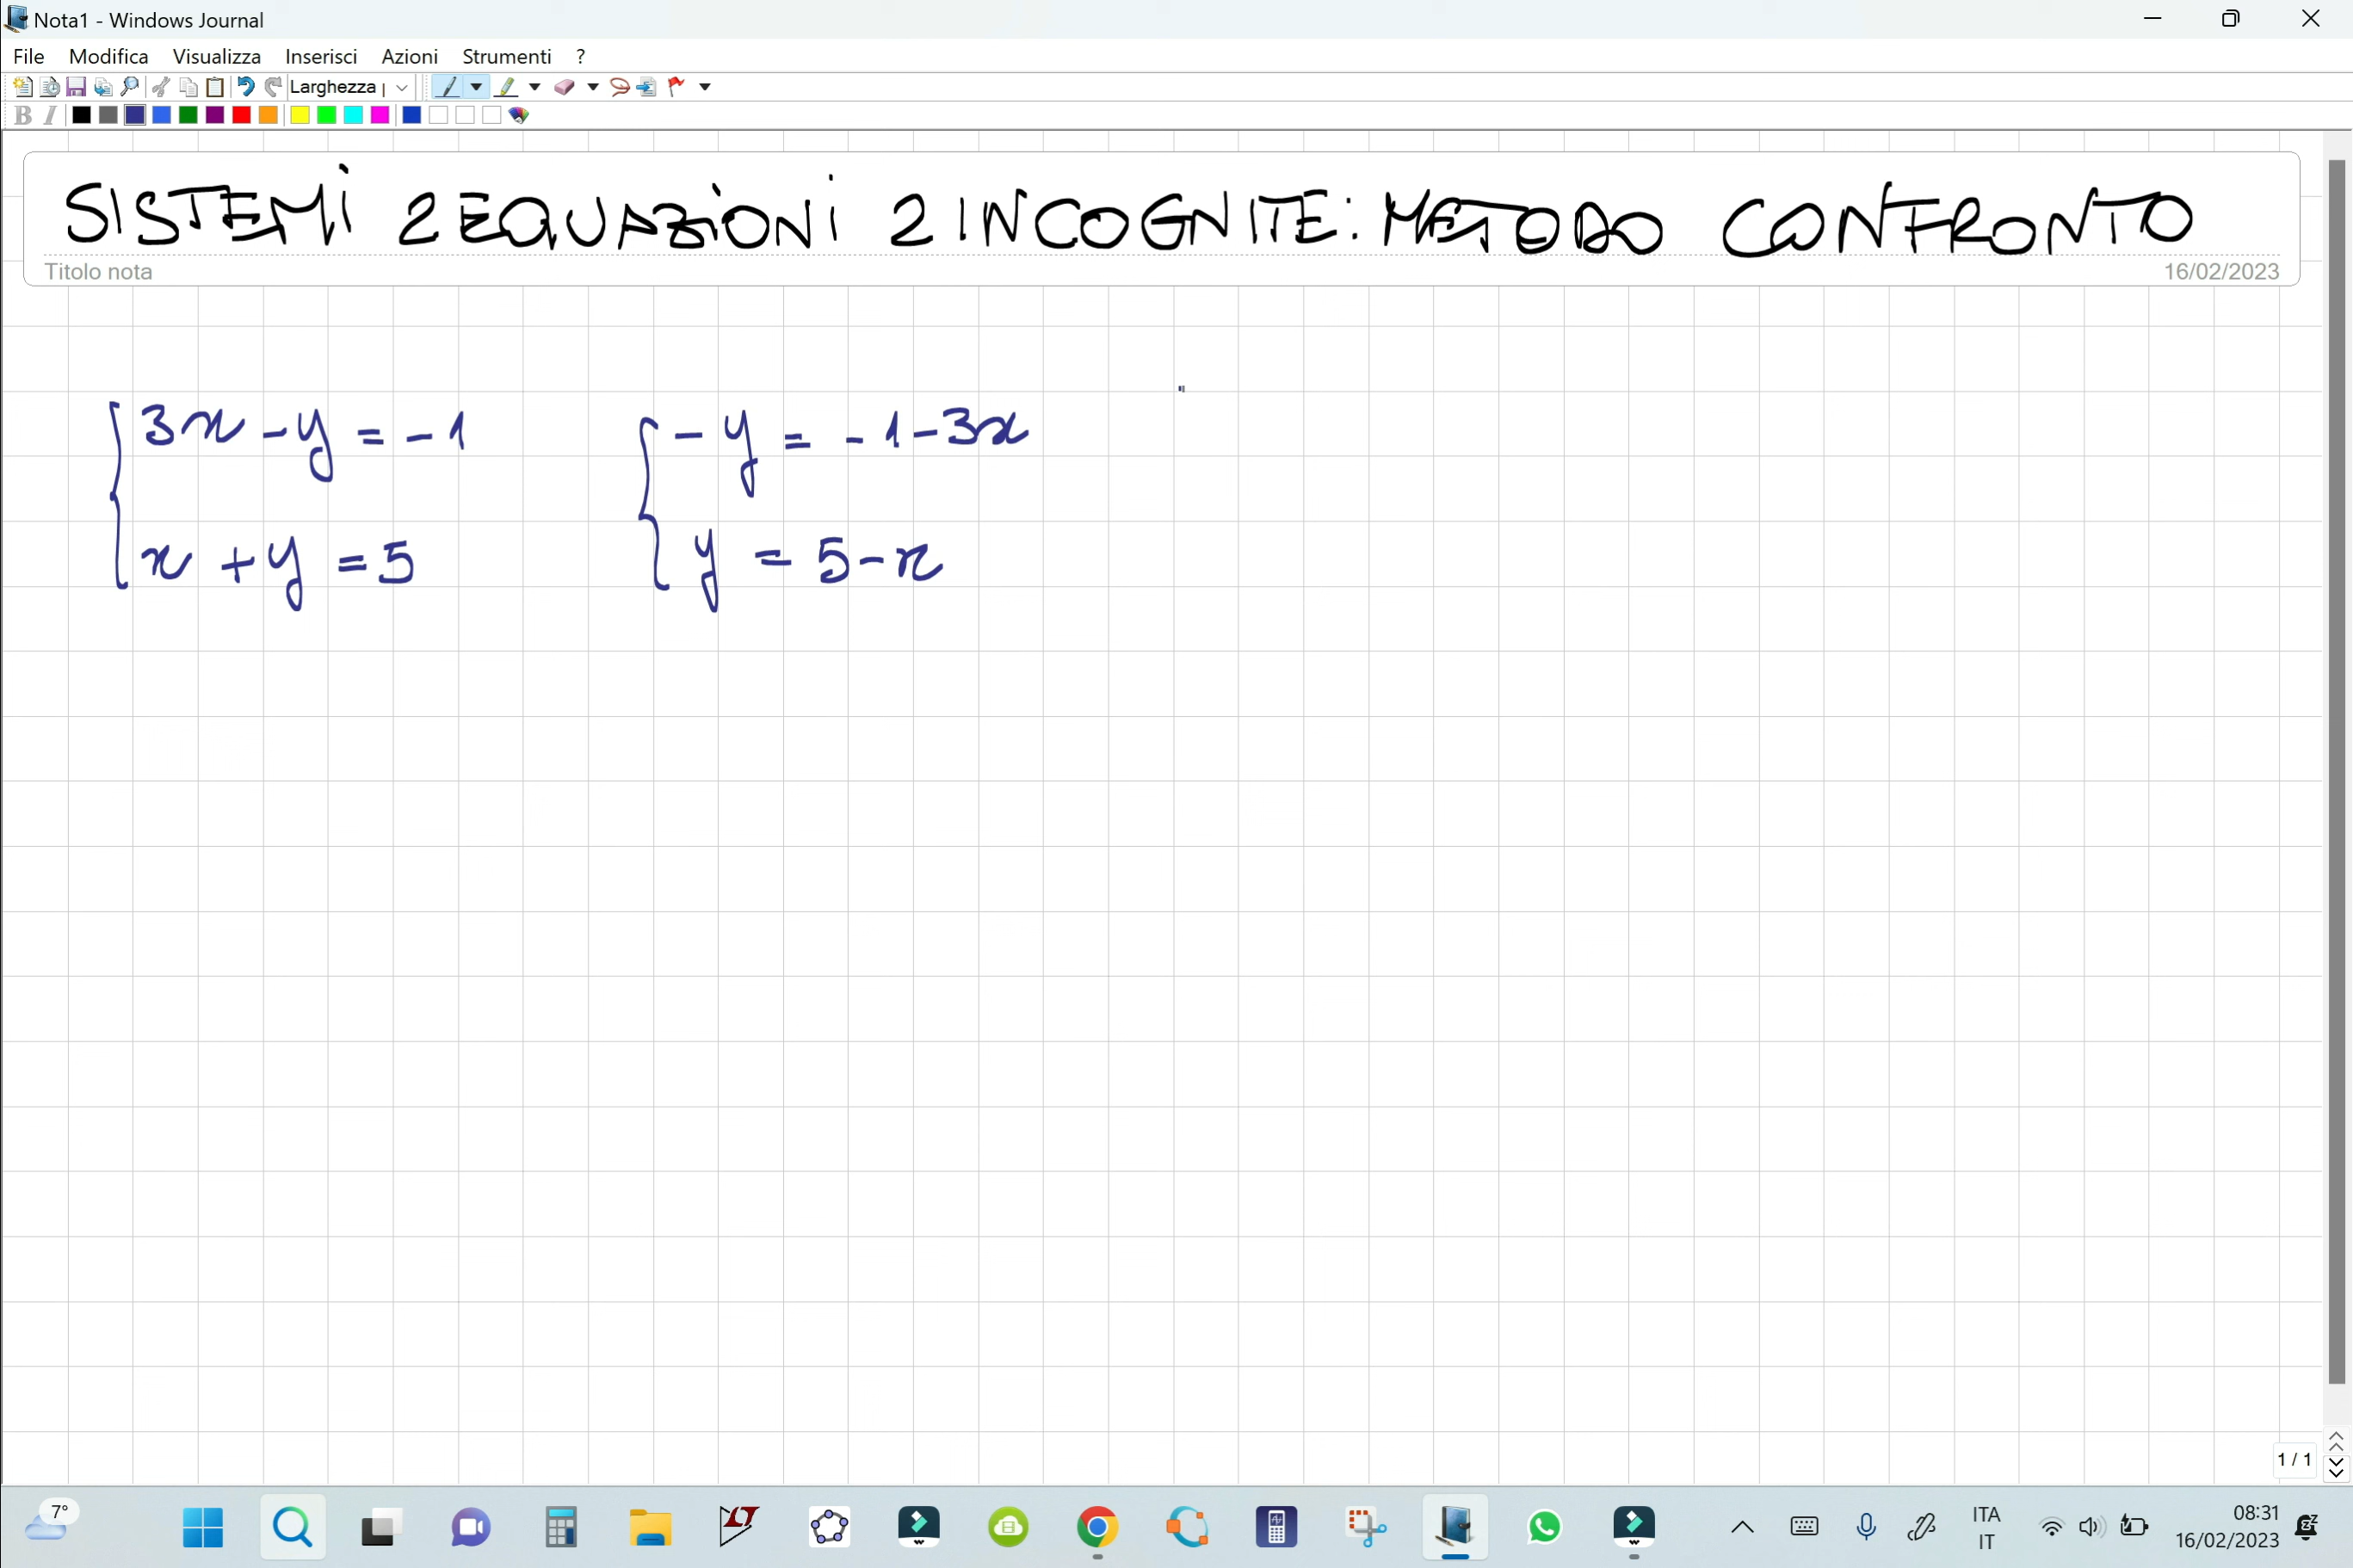 Nota1 - Windows Journal
File Modifica Visualizza Inserisci Azioni Strumenti ?
Larghezza
B I
SISTEMI 2 EQUAZIONI 2 INCOGNITE: METODO CONFRONTO
Titolo nota 16/02/2023
3x - y = -1 - y = -1 - 3x
x + y = 5 y = 5 - x
1 / 1
7° ITA 08:31
IT 16/02/2023